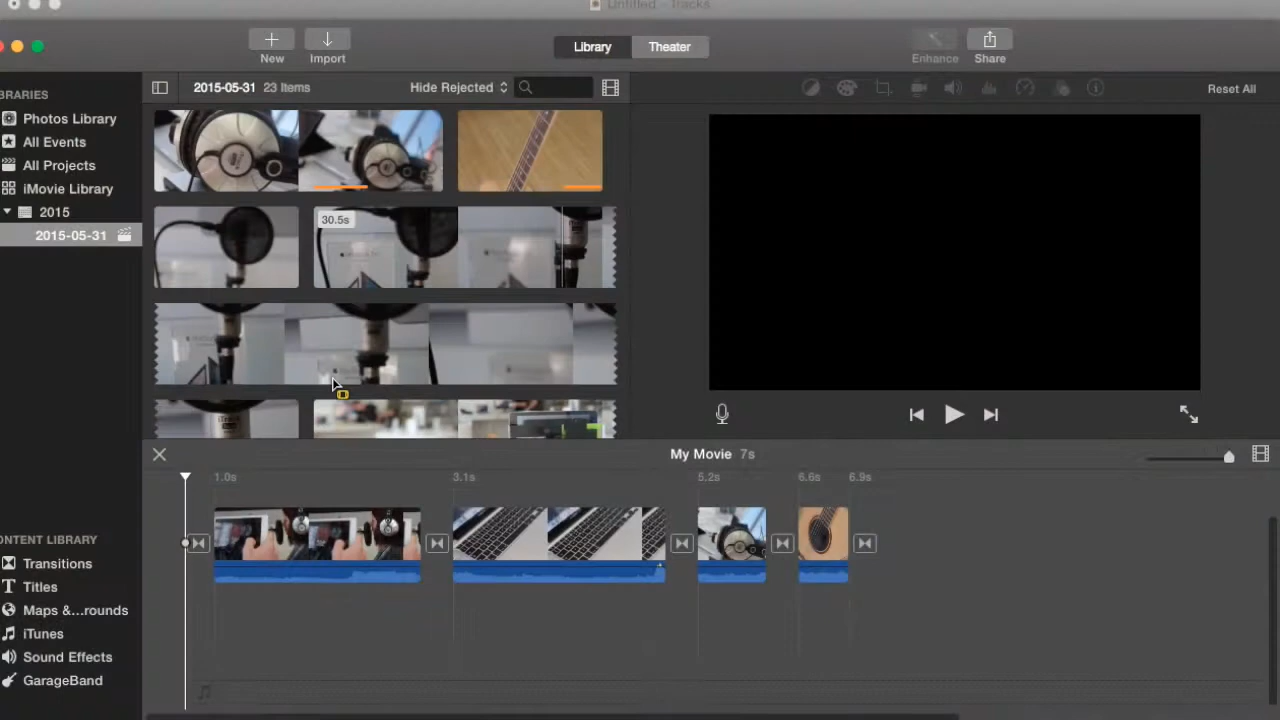 Untitled - Tracks
New
Import
Library
Theater
Enhance
Share
BRARIES
2015-05-31 23 Items
Hide Rejected
Reset All
Photos Library
All Events
All Projects
iMovie Library
2015
2015-05-31
30.5s
My Movie 7s
1.0s
3.1s
5.2s
6.6s
6.9s
ONTENT LIBRARY
Transitions
T Titles
Maps &...rounds
iTunes
Sound Effects
GarageBand